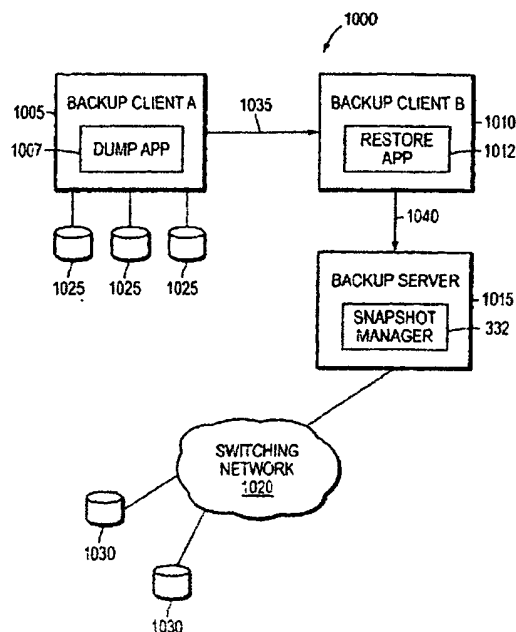 1000
BACKUP CLIENT A
1005
DUMP APP
1007
1035
BACKUP CLIENT B
1010
RESTORE
APP
1012
1025
1025
1025
1040
BACKUP SERVER
1015
SNAPSHOT
MANAGER
332
SWITCHING
NETWORK
1020
1030
1030